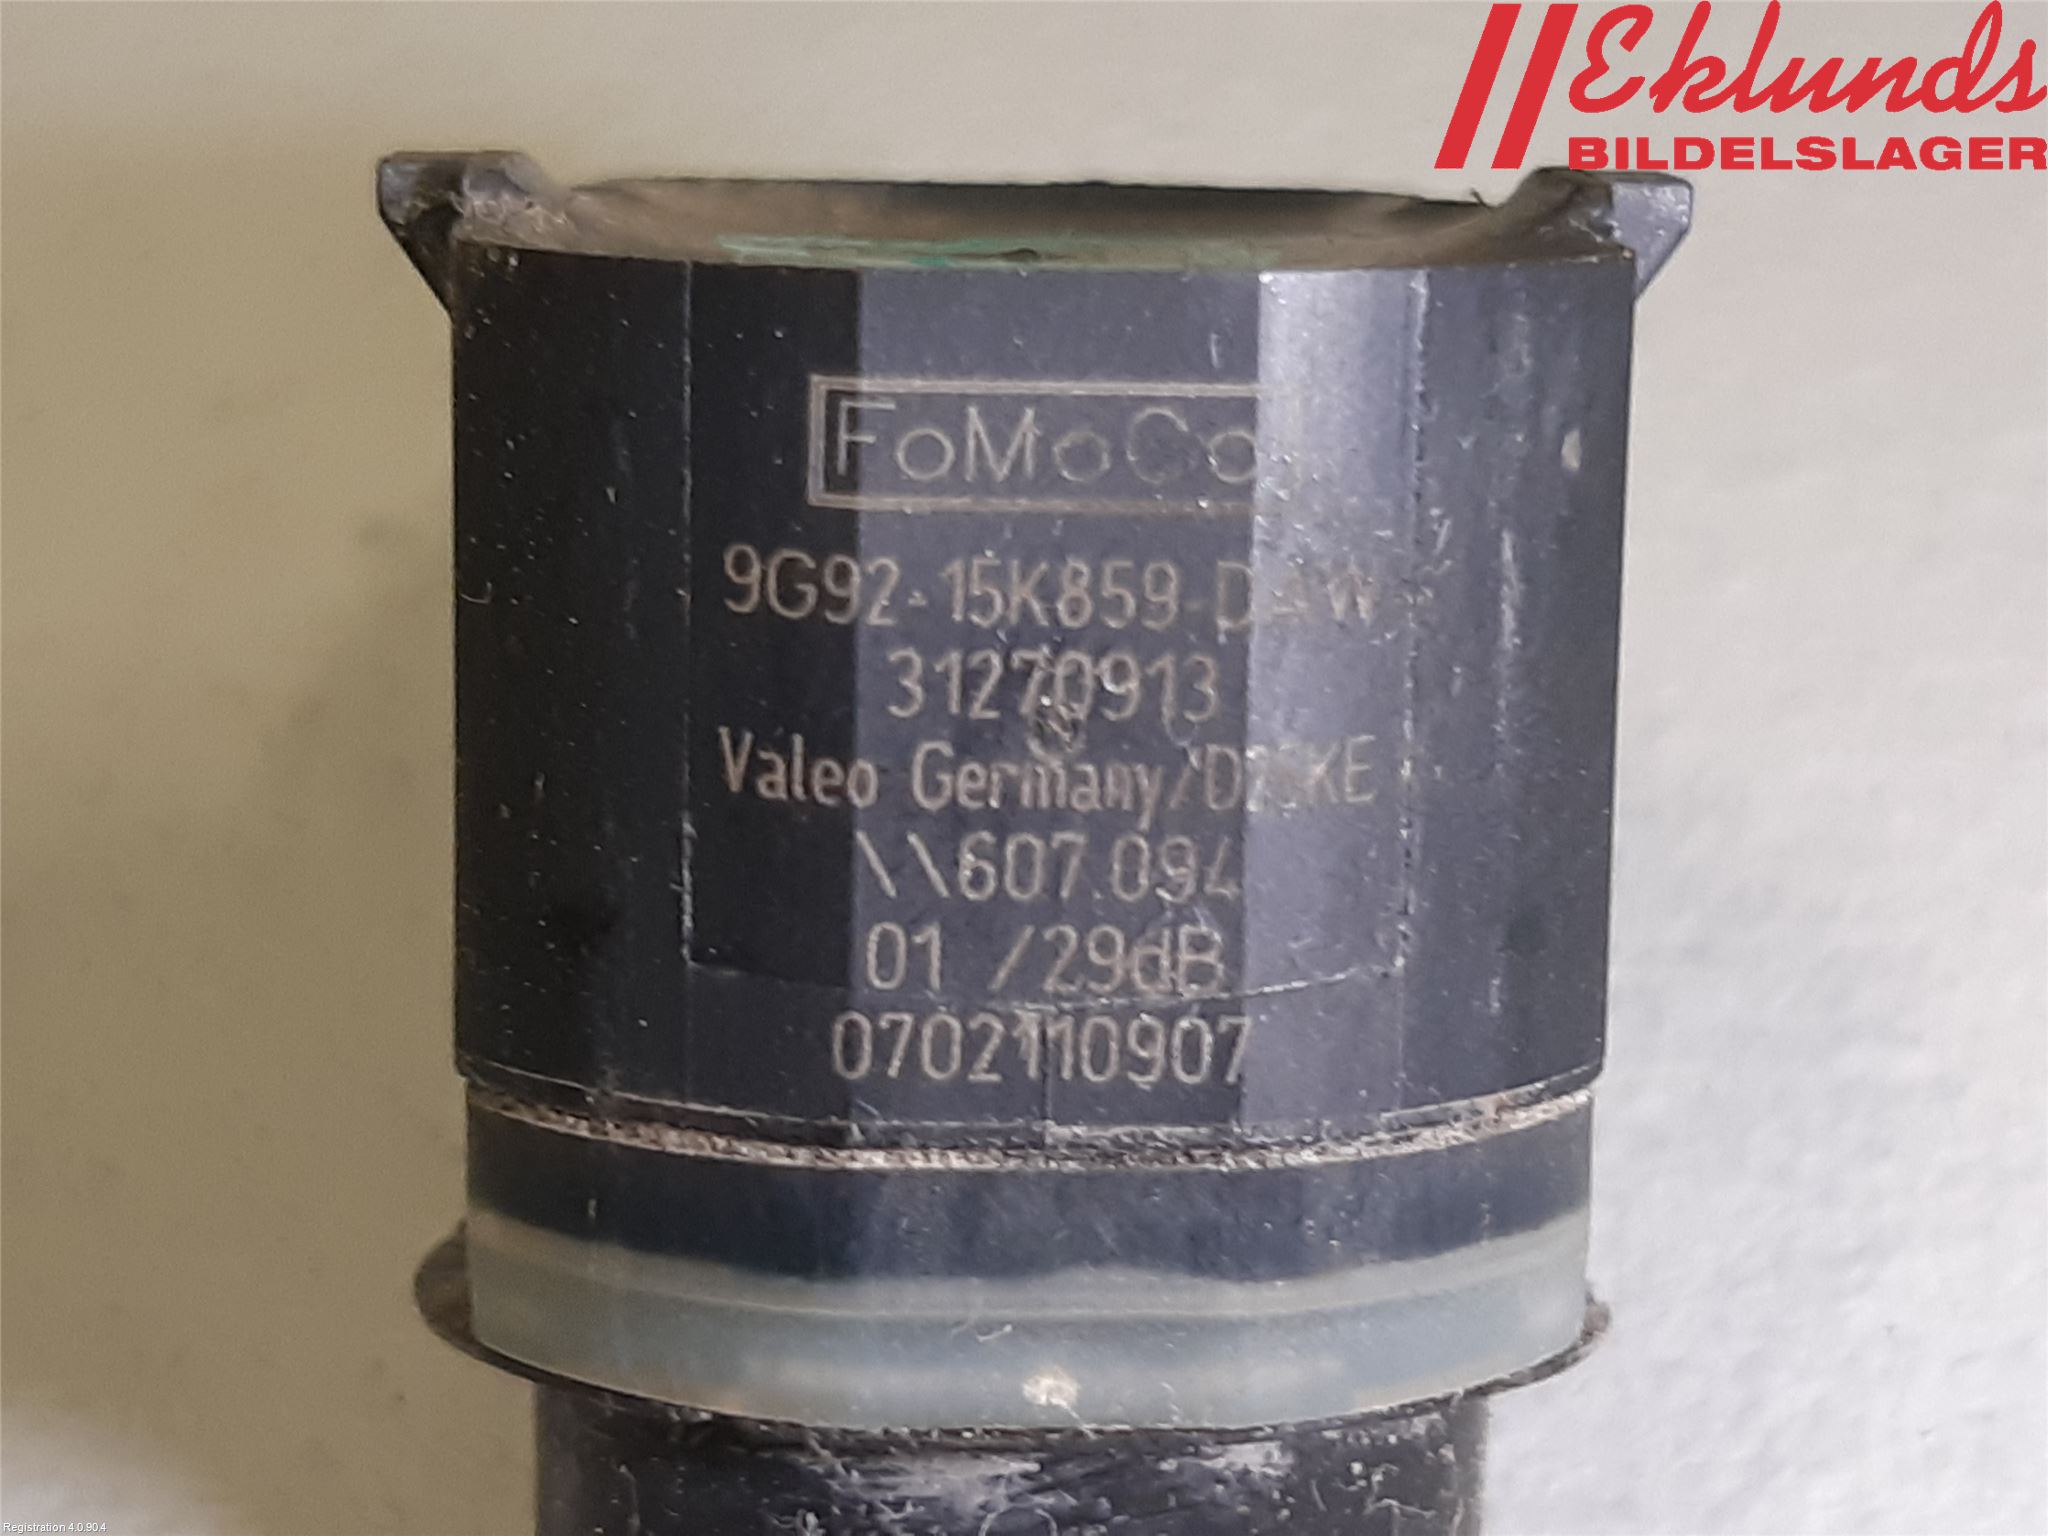 Eklunds
BILDELSLAGER
FoMoCo
9G92-15K859-DAW
31270913
Valeo Germany
\\607.094
01 /29dB
0702110907
Registration 4.0.90.4